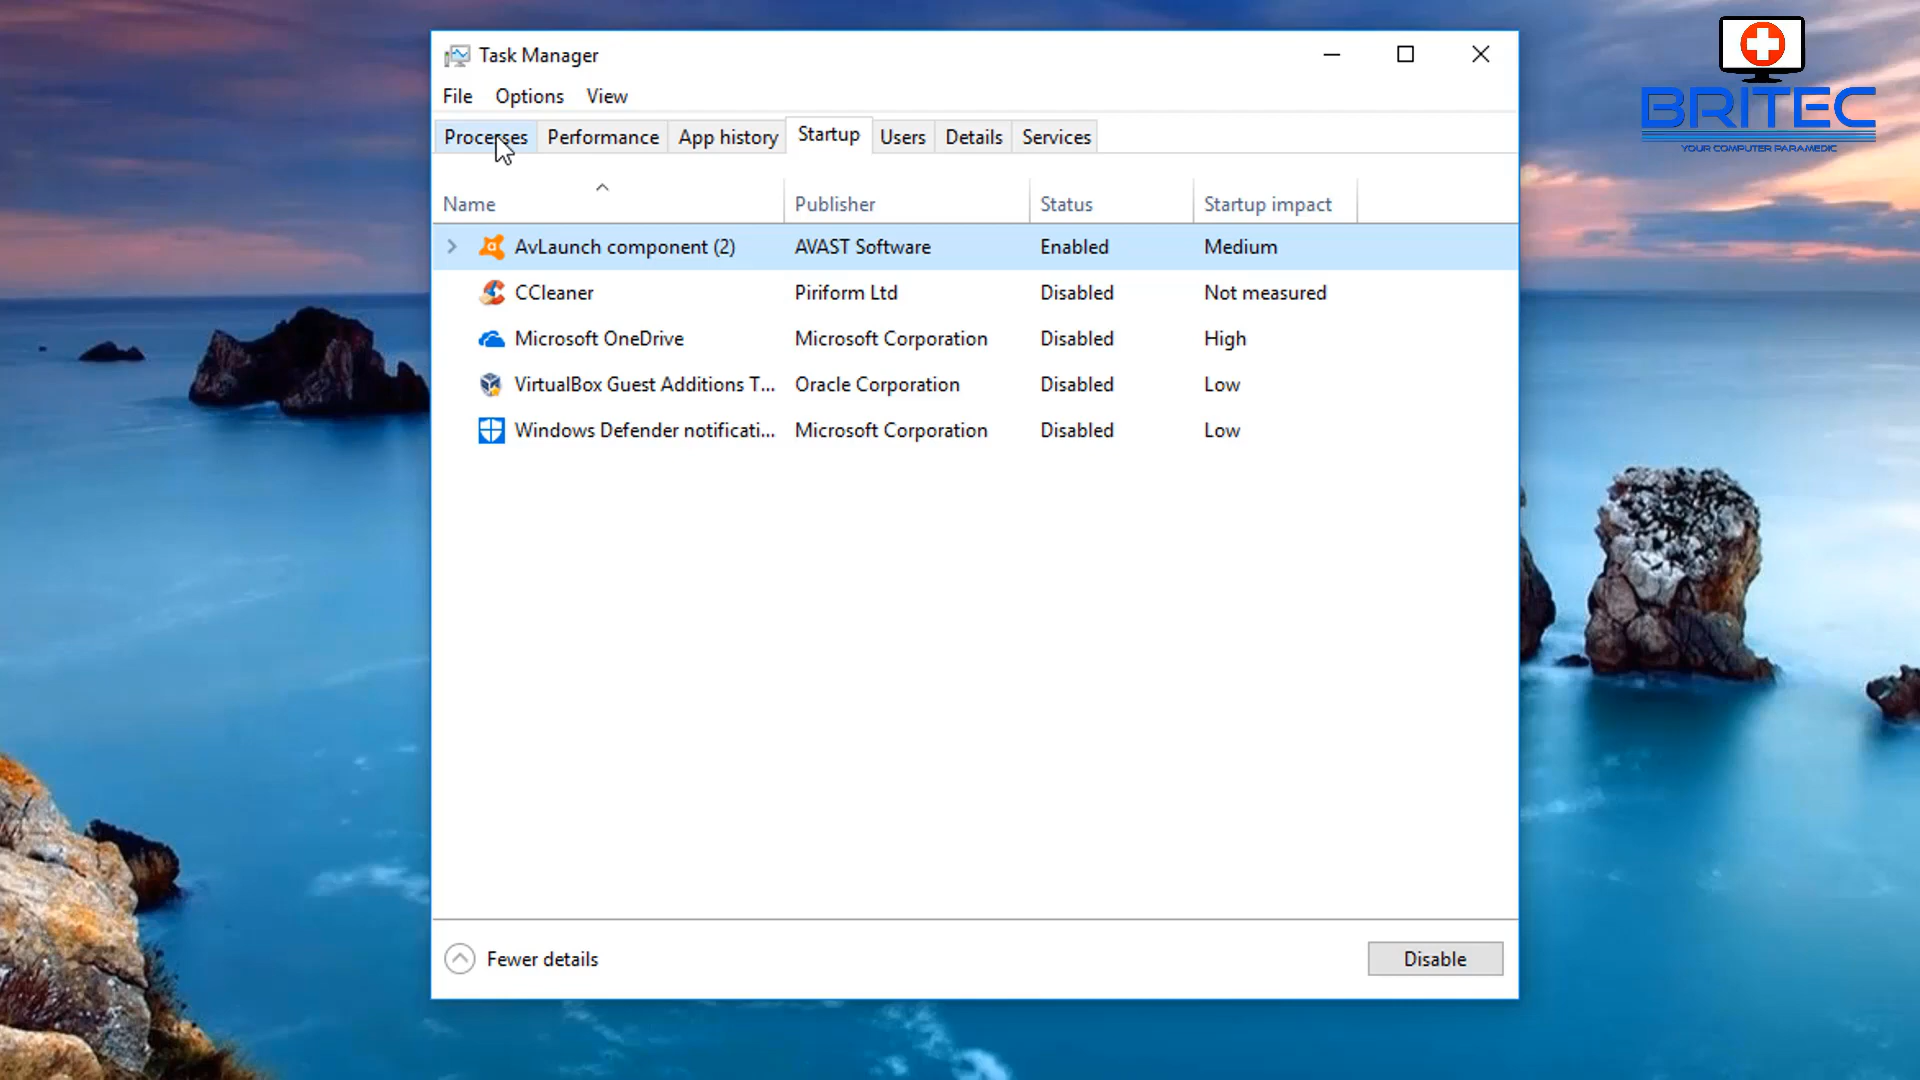 Task Manager
File Options View
Processes Performance App history Startup Users Details Services
Name Publisher Status Startup impact
AvLaunch component (2) AVAST Software Enabled Medium
CCleaner Piriform Ltd Disabled Not measured
Microsoft OneDrive Microsoft Corporation Disabled High
VirtualBox Guest Additions T... Oracle Corporation Disabled Low
Windows Defender notificati... Microsoft Corporation Disabled Low
Fewer details Disable
BRITEC
YOUR COMPUTER PARAMEDIC